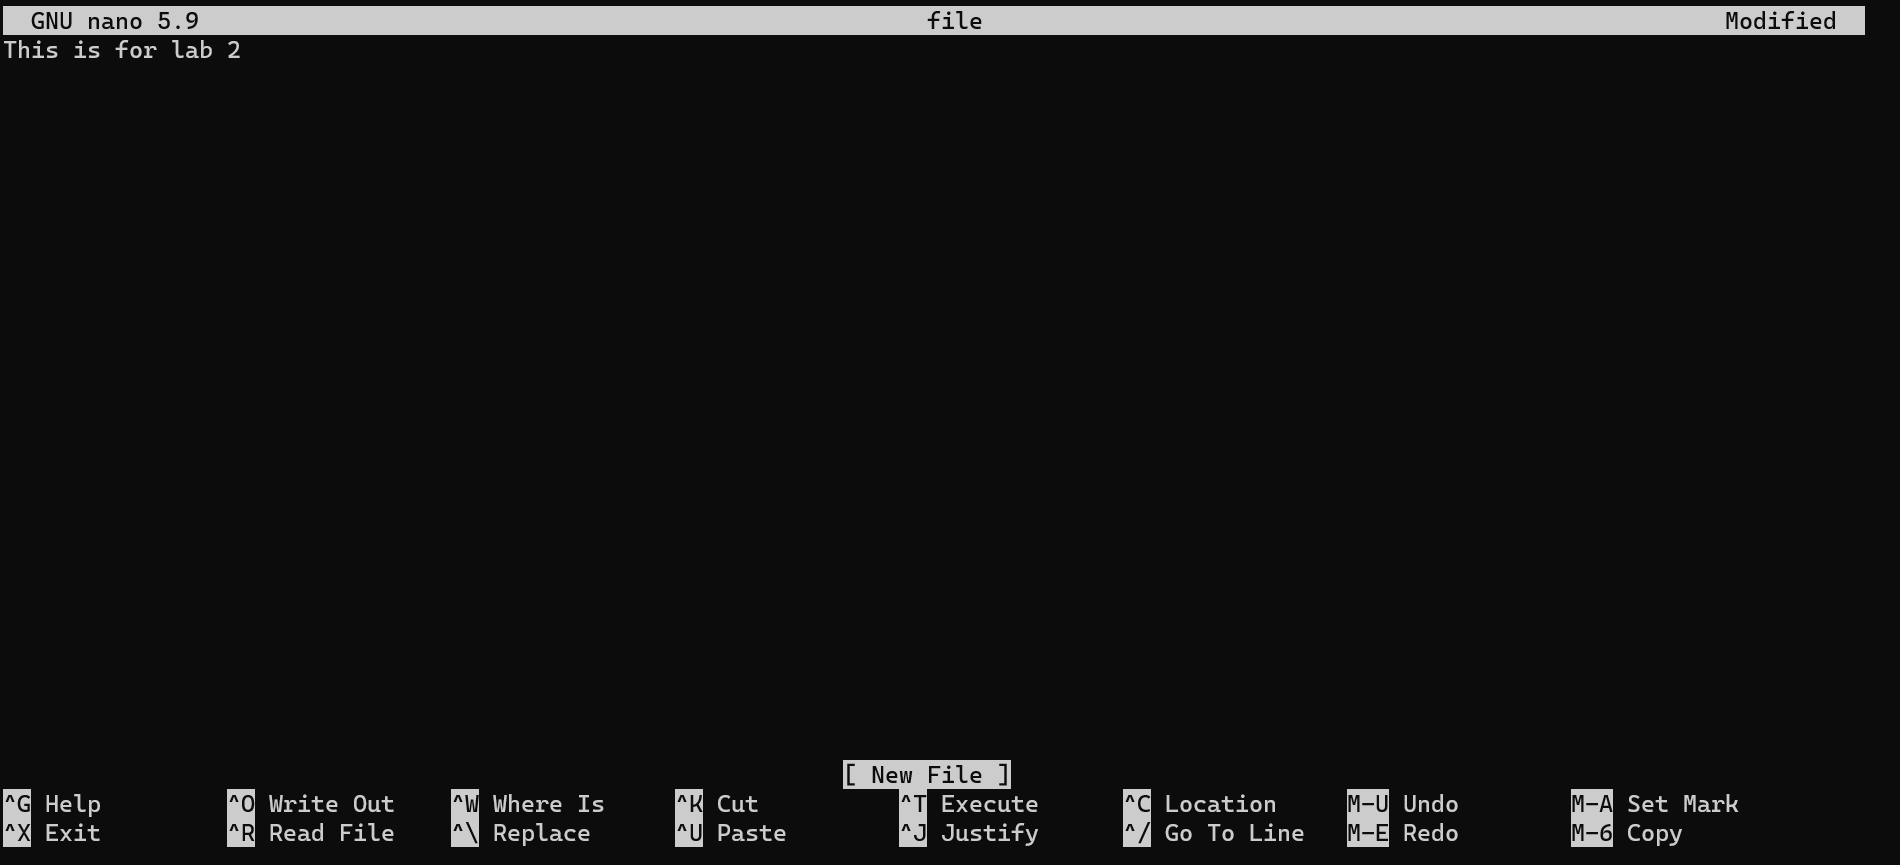 GNU nano 5.9 file Modified
This is for lab 2
[ New File ]
^G Help ^O Write Out ^W Where Is ^K Cut ^T Execute ^C Location M-U Undo M-A Set Mark
^X Exit ^R Read File ^\ Replace ^U Paste ^J Justify ^/ Go To Line M-E Redo M-6 Copy